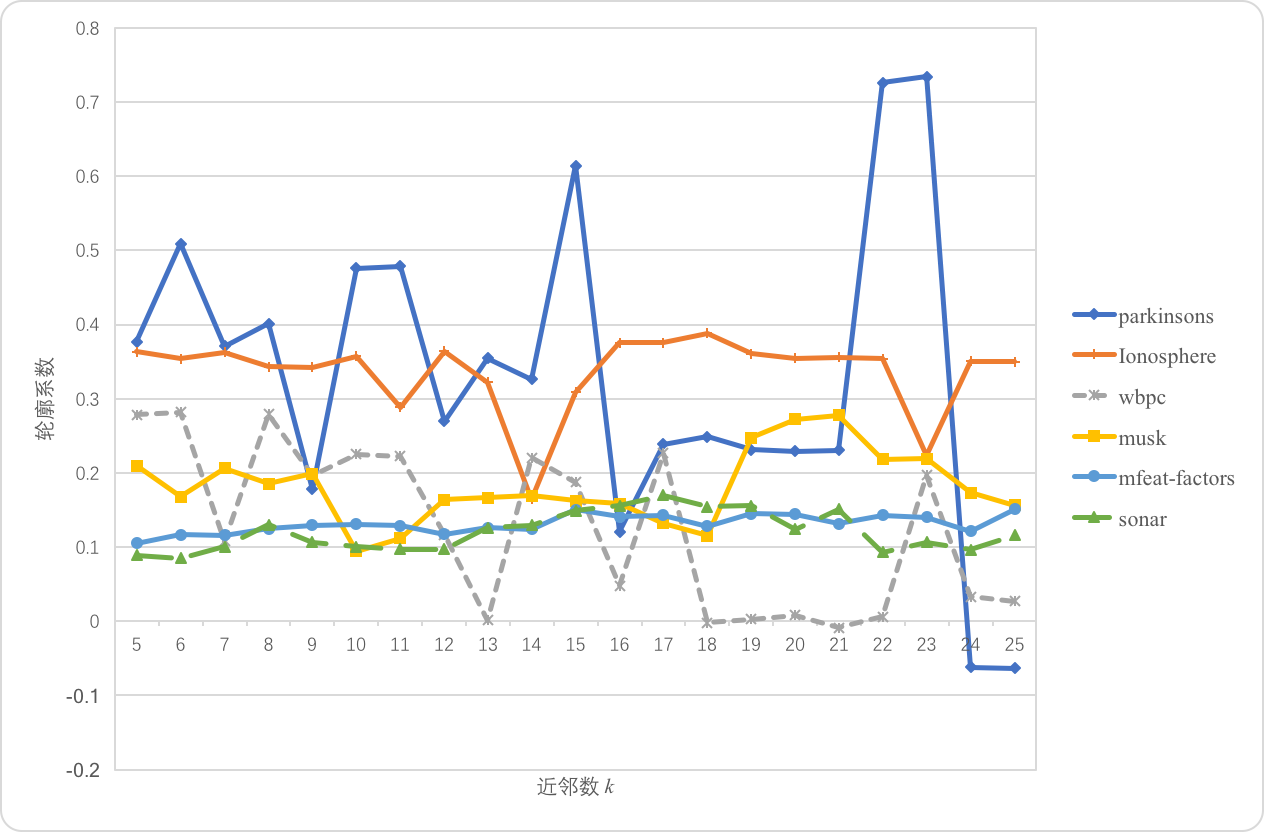 0.8
0.7
0.6
0.5
0.4
0.3
0.2
0.1
0
-0.1
-0.2
轮廓系数
5 6 7 8 9 10 11 12 13 14 15 16 17 18 19 20 21 22 23 24 25
近邻数 k
parkinsons
Ionosphere
wbpc
musk
mfeat-factors
sonar